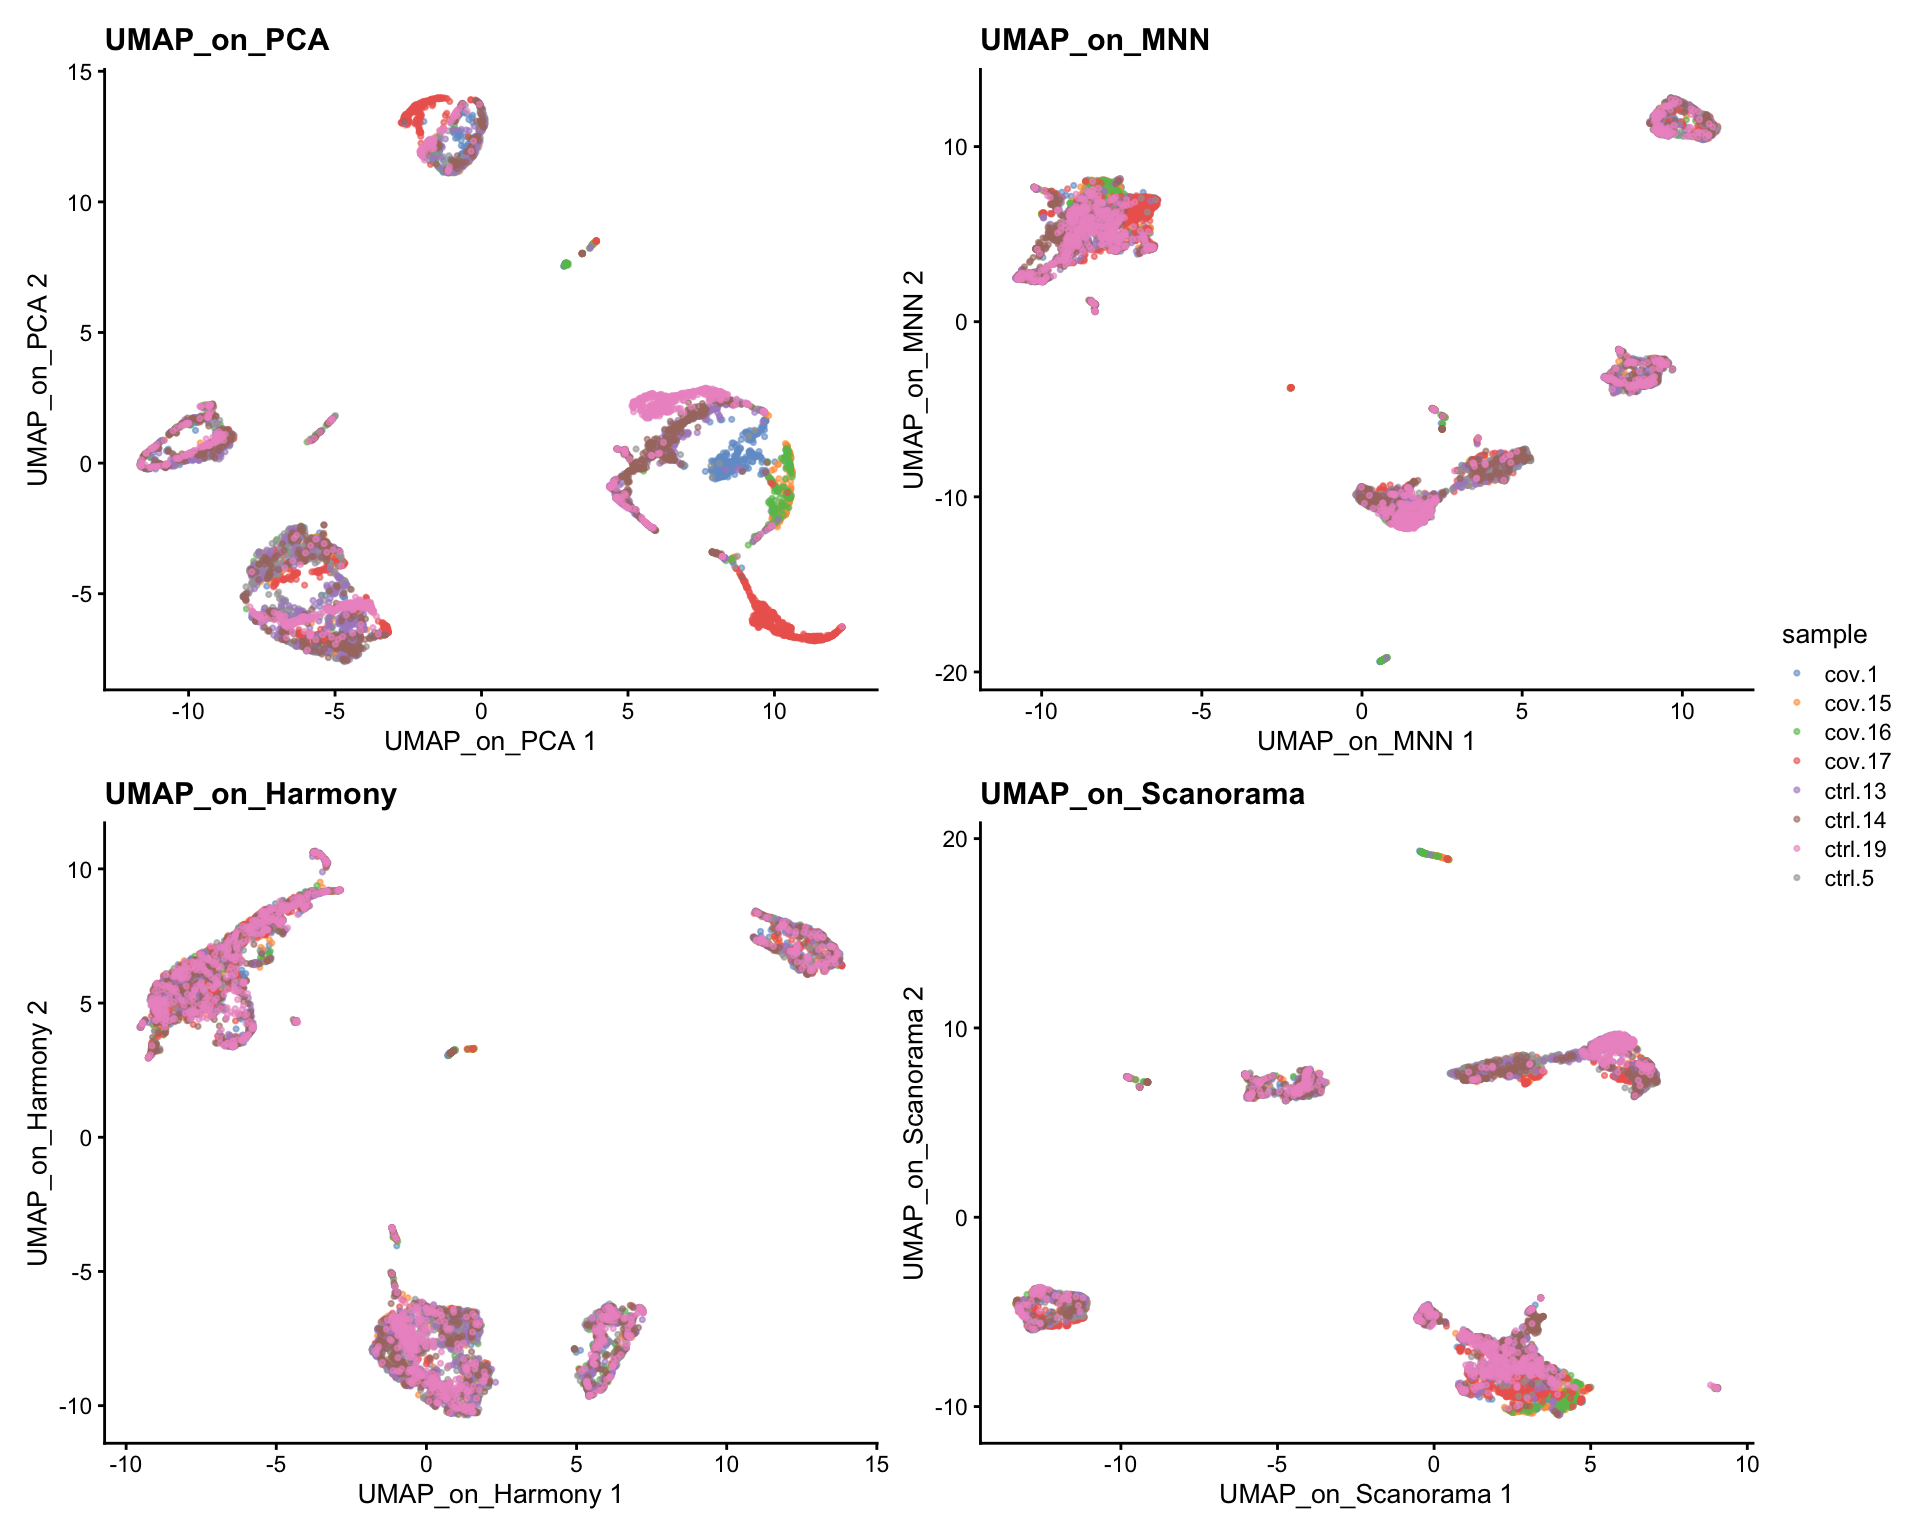 UMAP_on_PCA
15
10
5
0
-5
UMAP_on_PCA 2
-10
-5
0
5
10
UMAP_on_PCA 1
UMAP_on_MNN
10
0
-10
-20
UMAP_on_MNN 2
-10
-5
0
5
10
UMAP_on_MNN 1
UMAP_on_Harmony
10
5
0
-5
-10
UMAP_on_Harmony 2
-10
-5
0
5
10
15
UMAP_on_Harmony 1
UMAP_on_Scanorama
20
10
0
-10
UMAP_on_Scanorama 2
-10
-5
0
5
10
UMAP_on_Scanorama 1
sample
cov.1
cov.15
cov.16
cov.17
ctrl.13
ctrl.14
ctrl.19
ctrl.5